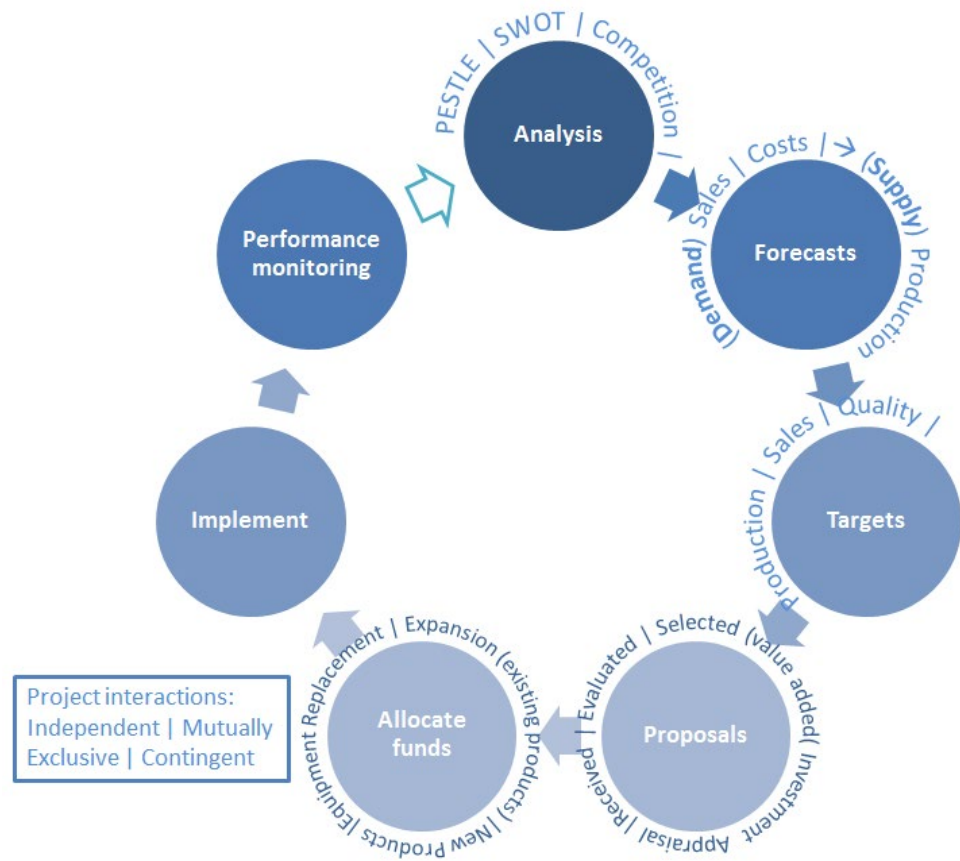 PESTLE | SWOT | Competition |
Analysis
(Demand) Sales | Costs | → (Supply) Production
Forecasts
Production | Sales | Quality |
Targets
Received | Evaluated | Selected (value added( Investment Appraisal |
Proposals
Equipment Replacement | Expansion (existing products) | New Products |
Allocate
funds
Project interactions:
Independent | Mutually
Exclusive | Contingent
Implement
Performance
monitoring